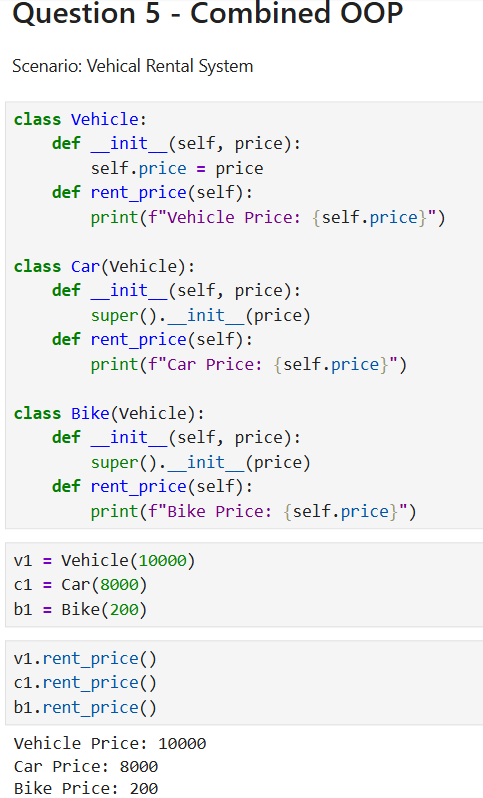 Question 5 - Combined OOP
Scenario: Vehical Rental System
class Vehicle:
    def __init__(self, price):
        self.price = price
    def rent_price(self):
        print(f"Vehicle Price: {self.price}")
class Car(Vehicle):
    def __init__(self, price):
        super().__init__(price)
    def rent_price(self):
        print(f"Car Price: {self.price}")
class Bike(Vehicle):
    def __init__(self, price):
        super().__init__(price)
    def rent_price(self):
        print(f"Bike Price: {self.price}")
v1 = Vehicle(10000)
c1 = Car(8000)
b1 = Bike(200)
v1.rent_price()
c1.rent_price()
b1.rent_price()
Vehicle Price: 10000
Car Price: 8000
Bike Price: 200